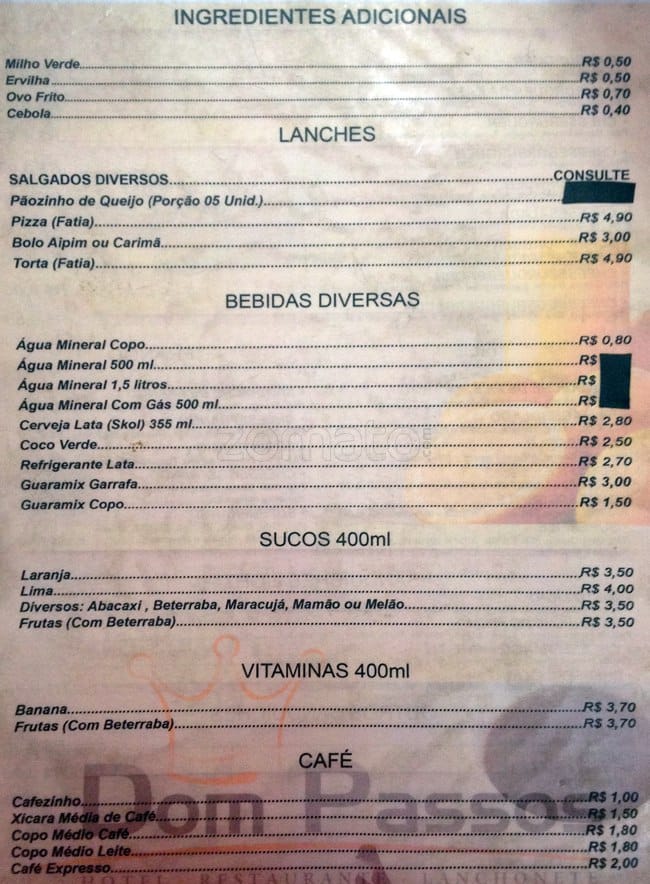 INGREDIENTES ADICIONAIS
Milho Verde R$ 0,50
Ervilha R$ 0,50
Ovo Frito R$ 0,70
Cebola R$ 0,40
LANCHES
SALGADOS DIVERSOS CONSULTE
Pãozinho de Queijo (Porção 05 Unid.)
Pizza (Fatia) R$ 4,90
Bolo Aipim ou Carimã R$ 3,00
Torta (Fatia) R$ 4,90
BEBIDAS DIVERSAS
Água Mineral Copo R$ 0,80
Água Mineral 500 ml R$
Água Mineral 1,5 litros R$
Água Mineral Com Gás 500 ml R$
Cerveja Lata (Skol) 355 ml R$ 2,80
zomato
Coco Verde R$ 2,50
Refrigerante Lata R$ 2,70
Guaramix Garrafa R$ 3,00
Guaramix Copo R$ 1,50
SUCOS 400ml
Laranja R$ 3,50
Lima R$ 4,00
Diversos: Abacaxi , Beterraba, Maracujá, Mamão ou Melão R$ 3,50
Frutas (Com Beterraba) R$ 3,50
VITAMINAS 400ml
Banana R$ 3,70
Frutas (Com Beterraba) R$ 3,70
CAFÉ
Cafezinho R$ 1,00
Xicara Média de Café R$ 1,50
Copo Médio Café R$ 1,80
Copo Médio Leite R$ 1,80
Café Expresso R$ 2,00
Dom Passos
HOTEL RESTAURANTE LANCHONETE